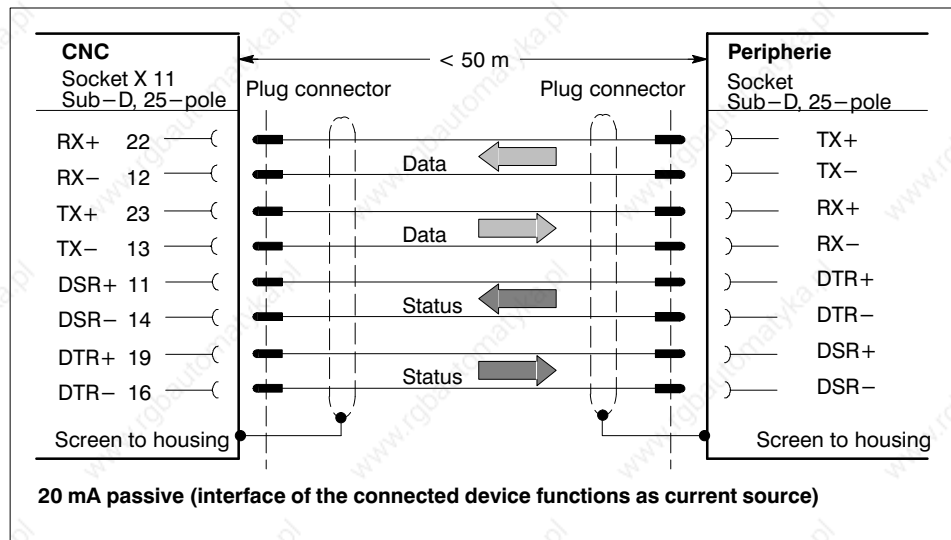 CNC
Socket X 11
Sub−D, 25−pole
< 50 m
Peripherie
Socket
Sub−D, 25−pole
Plug connector
Plug connector
RX+ 22
TX+
Data
RX− 12
TX−
TX+ 23
RX+
Data
TX− 13
RX−
DSR+ 11
DTR+
Status
DSR− 14
DTR−
DTR+ 19
DSR+
Status
DTR− 16
DSR−
Screen to housing
Screen to housing
20 mA passive (interface of the connected device functions as current source)
www.rgbautomatyka.pl